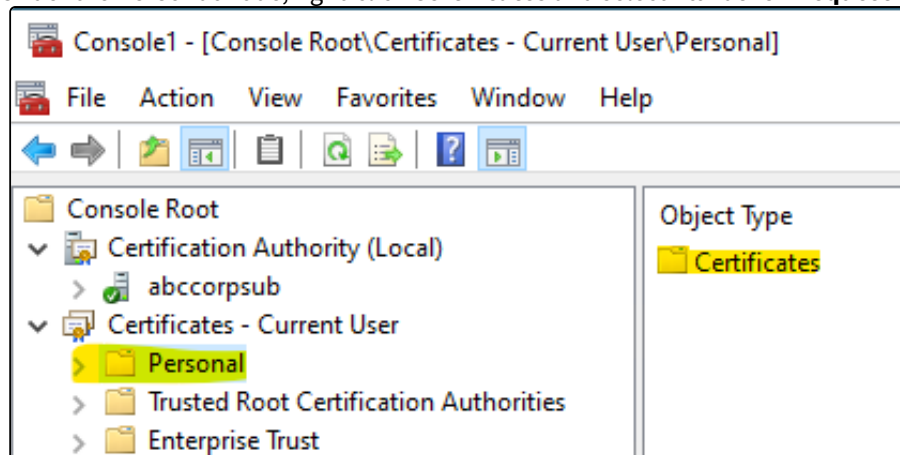 Console1 - [Console Root\Certificates - Current User\Personal]
File Action View Favorites Window Help
Console Root
Certification Authority (Local)
abccorpsub
Certificates - Current User
Personal
Trusted Root Certification Authorities
Enterprise Trust
Object Type
Certificates